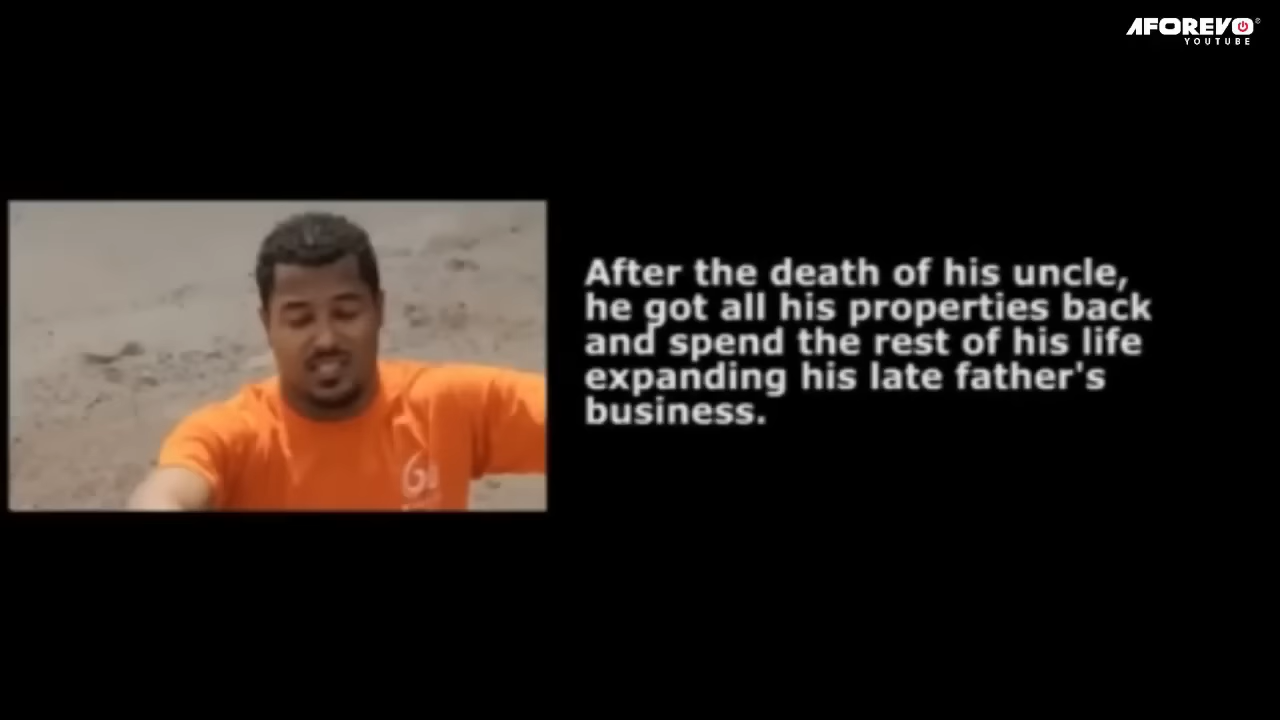 AFOREVO
YOUTUBE
After the death of his uncle,
he got all his properties back
and spend the rest of his life
expanding his late father's
business.